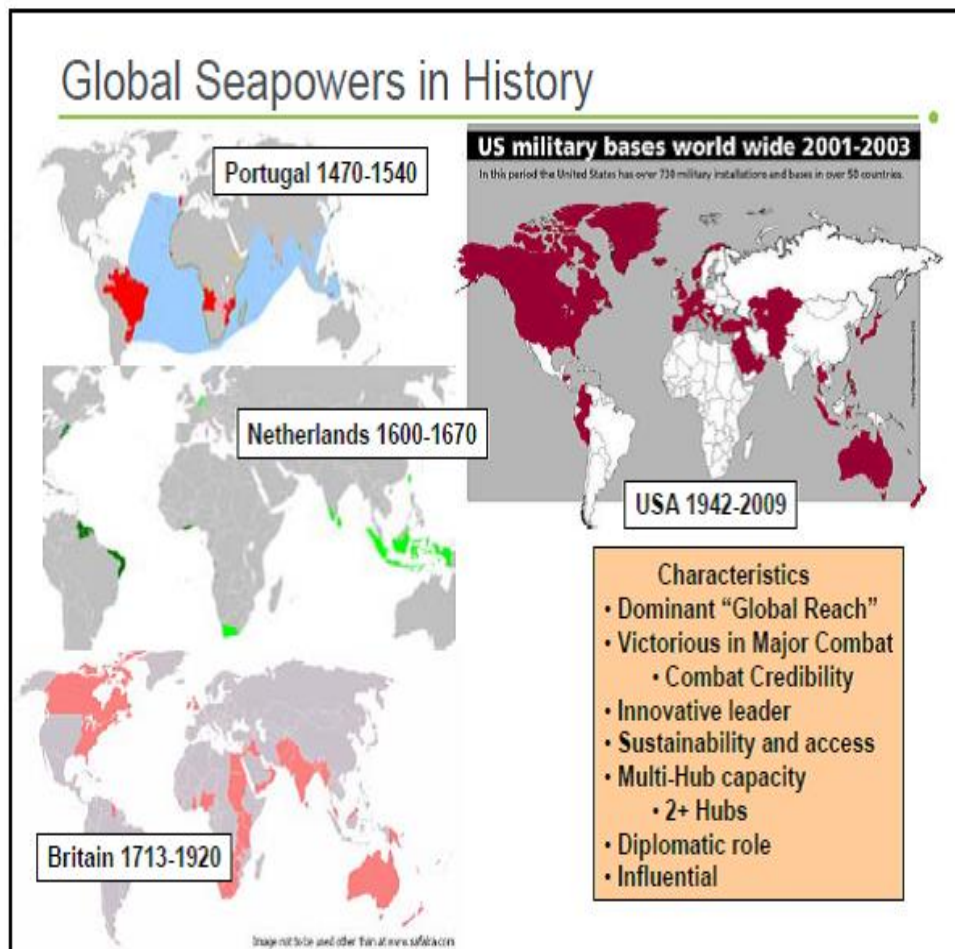 Global Seapowers in History
Portugal 1470-1540
US military bases world wide 2001-2003
In this period the United States has over 730 military installations and bases in over 50 countries.
Netherlands 1600-1670
USA 1942-2009
Characteristics
• Dominant “Global Reach”
• Victorious in Major Combat
• Combat Credibility
• Innovative leader
• Sustainability and access
• Multi-Hub capacity
• 2+ Hubs
• Diplomatic role
• Influential
Britain 1713-1920
Image not to be used other than at www.safalra.com